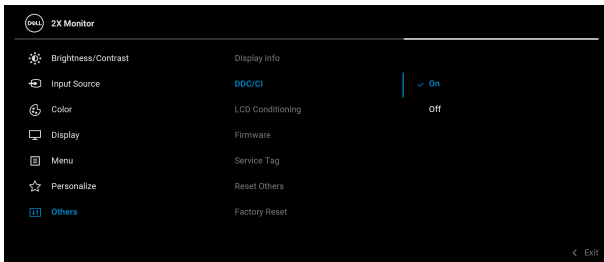 DELL 2X Monitor
Brightness/Contrast Display Info
Input Source DDC/CI On
Color LCD Conditioning Off
Display Firmware
Menu Service Tag
Personalize Reset Others
Others Factory Reset
Exit